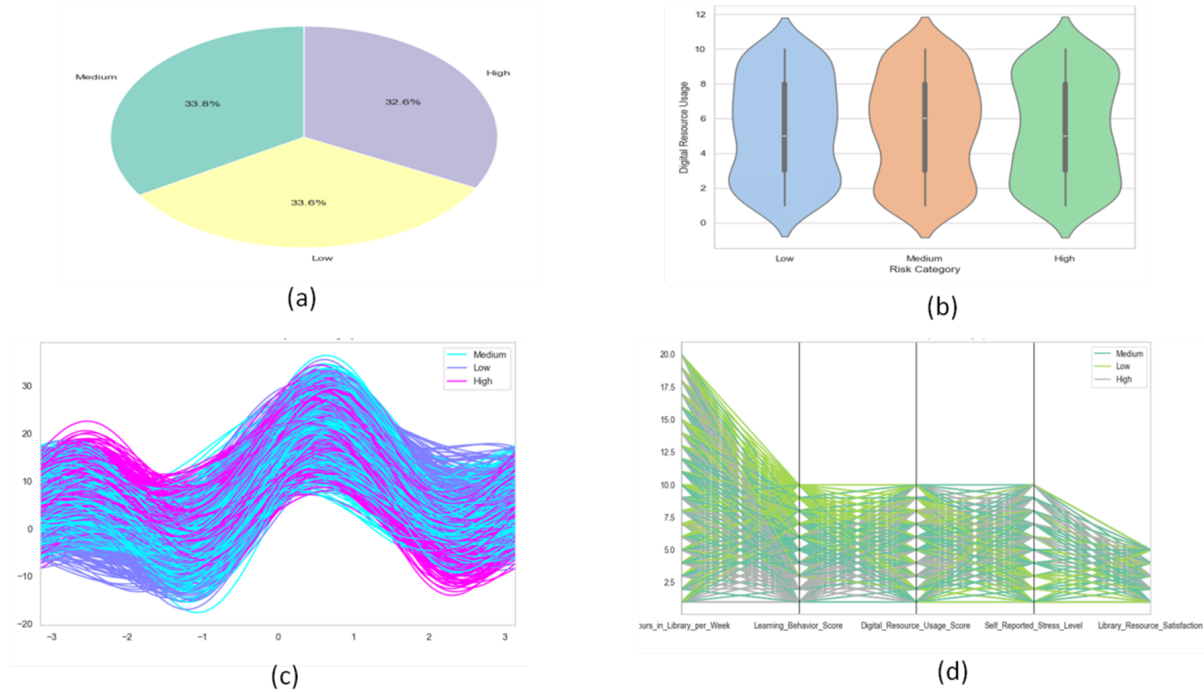 Medium
High
33.8%
32.6%
33.6%
Low
(a)
12
10
8
6
4
2
0
Digital Resource Usage
Low
Medium
High
Risk Category
(b)
Medium
Low
High
30
20
10
0
−10
−20
−3
−2
−1
0
1
2
3
(c)
Medium
Low
High
20.0
17.5
15.0
12.5
10.0
7.5
5.0
2.5
ours_in_Library_per_Week
Learning_Behavior_Score
Digital_Resource_Usage_Score
Self_Reported_Stress_Level
Library_Resource_Satisfaction
(d)